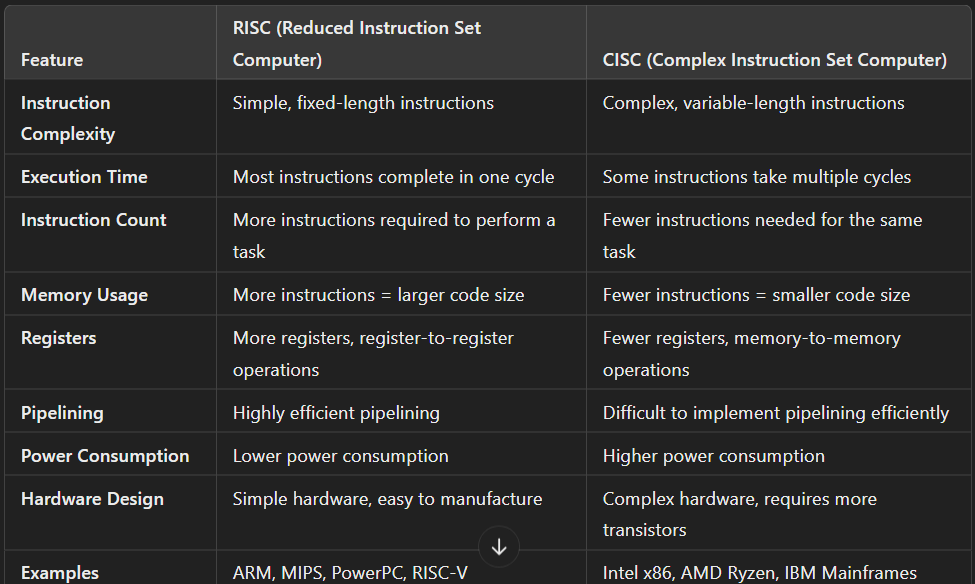 Feature
RISC (Reduced Instruction Set
Computer)
CISC (Complex Instruction Set Computer)
Instruction
Complexity
Simple, fixed-length instructions
Complex, variable-length instructions
Execution Time
Most instructions complete in one cycle
Some instructions take multiple cycles
Instruction Count
More instructions required to perform a
task
Fewer instructions needed for the same
task
Memory Usage
More instructions = larger code size
Fewer instructions = smaller code size
Registers
More registers, register-to-register
operations
Fewer registers, memory-to-memory
operations
Pipelining
Highly efficient pipelining
Difficult to implement pipelining efficiently
Power Consumption
Lower power consumption
Higher power consumption
Hardware Design
Simple hardware, easy to manufacture
Complex hardware, requires more
transistors
Examples
ARM, MIPS, PowerPC, RISC-V
Intel x86, AMD Ryzen, IBM Mainframes